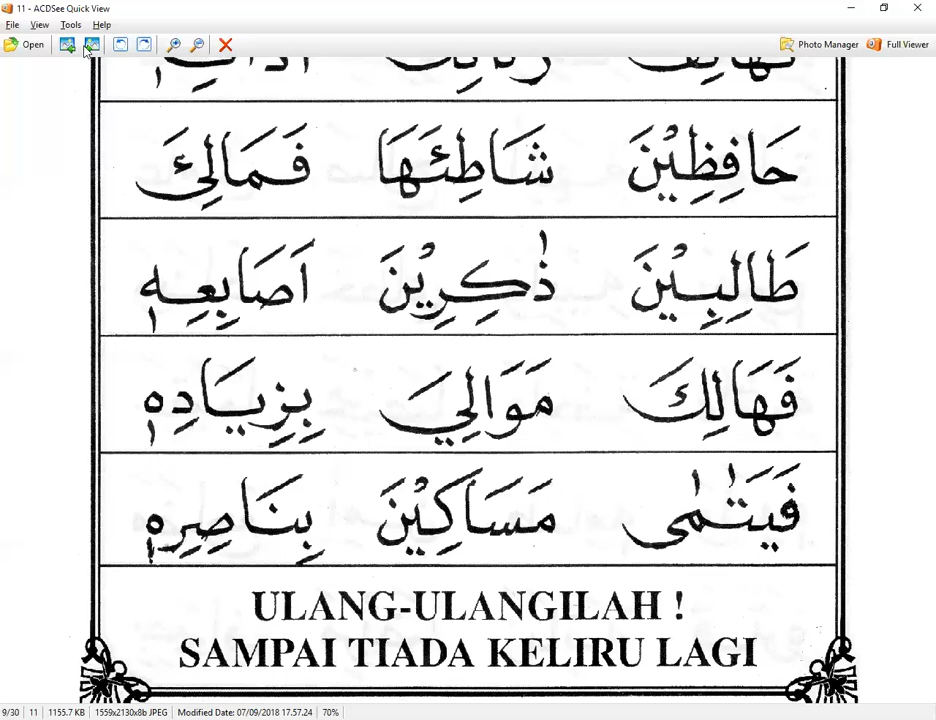 11 - ACDSee Quick View
File View Tools Help
Open Photo Manager Full Viewer
حَافِظِيْنَ شَاطِئَهَا فَمَالِئَ
طَالِبِيْنَ ذٰكِرِيْنَ اَصَابِعِهٖ
فَهَالِكَ مَوَالِيَ بِزِيَادِهٖ
فَيَتٰمٰى مَسَاكِيْنَ بِنَاصِرِهٖ
ULANG-ULANGILAH !
SAMPAI TIADA KELIRU LAGI
9/30 11 1155.7 KB 1559x2130x8b JPEG Modified Date: 07/09/2018 17.57.24 70%